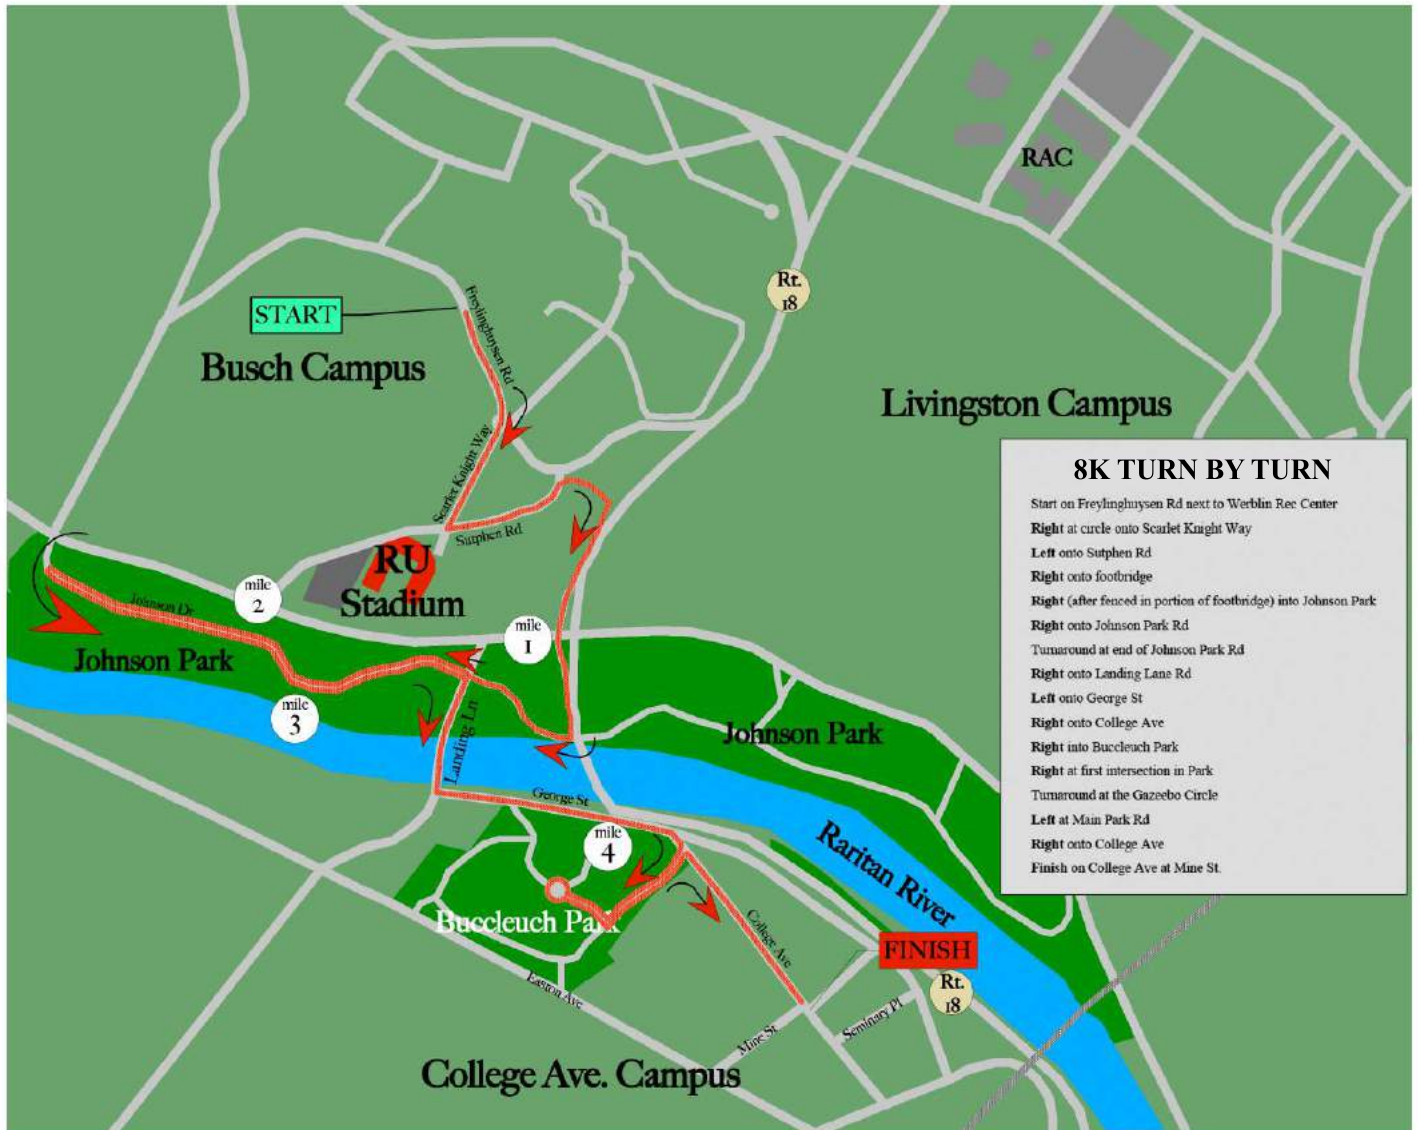 RAC
Rt.
18
START
Freylinghuysen Rd
Busch Campus
Livingston Campus
Scarlet Knight Way
Sutphen Rd
RU
Stadium
mile
2
mile
1
Johnson Dr
Johnson Park
mile
3
Landing Ln
Johnson Park
George St
mile
4
Raritan River
Buccleuch Park
College Ave
FINISH
Rt.
18
Easton Ave
Mine St
Seminary Pl
College Ave. Campus
8K TURN BY TURN
Start on Freylinghuysen Rd next to Werblin Rec Center
Right at circle onto Scarlet Knight Way
Left onto Sutphen Rd
Right onto footbridge
Right (after fenced in portion of footbridge) into Johnson Park
Right onto Johnson Park Rd
Turnaround at end of Johnson Park Rd
Right onto Landing Lane Rd
Left onto George St
Right onto College Ave
Right into Buccleuch Park
Right at first intersection in Park
Turnaround at the Gazeebo Circle
Left at Main Park Rd
Right onto College Ave
Finish on College Ave at Mine St.